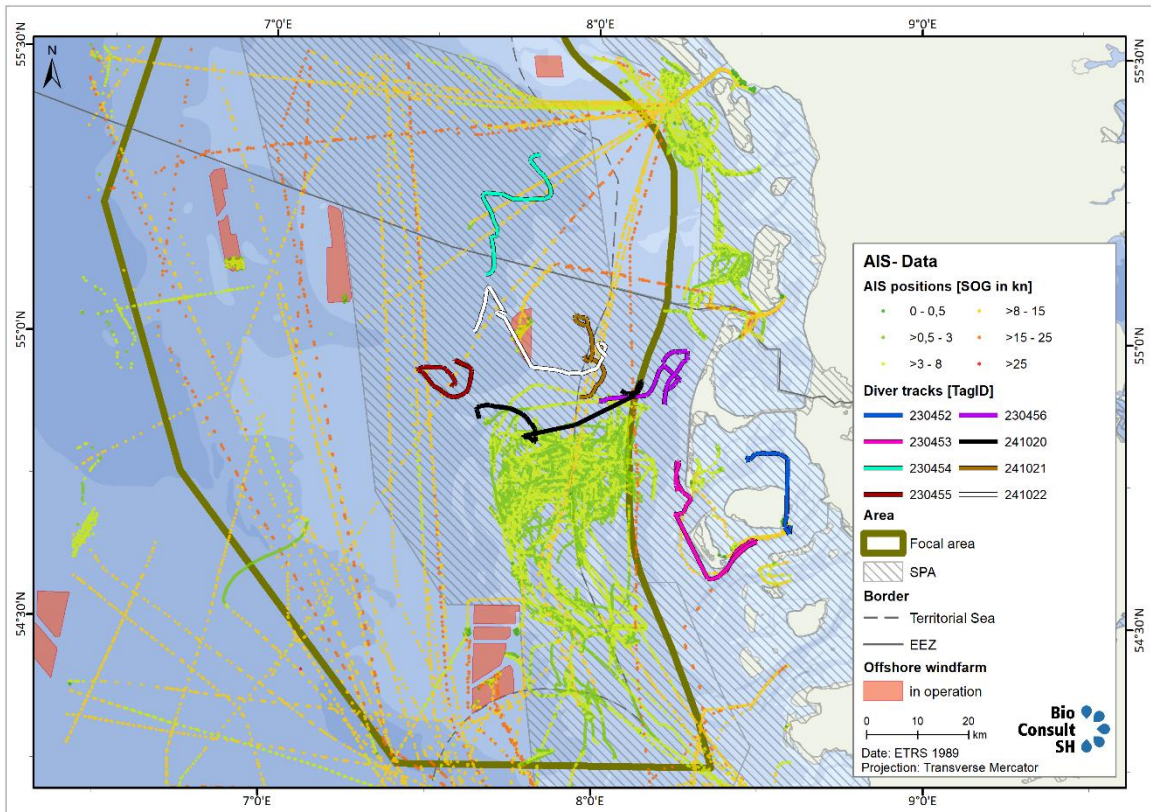 7°0'E 8°0'E 9°0'E
55°30'N 55°30'N
N
55°0'N 55°0'N
54°30'N 54°30'N
AIS- Data
AIS positions [SOG in kn]
0 - 0,5 >8 - 15
>0,5 - 3 >15 - 25
>3 - 8 >25
Diver tracks [TagID]
230452 230456
230453 241020
230454 241021
230455 241022
Area
Focal area
SPA
Border
Territorial Sea
EEZ
Offshore windfarm
in operation
0 10 20
km
Bio
Consult
SH
Date: ETRS 1989
Projection: Transverse Mercator
7°0'E 8°0'E 9°0'E